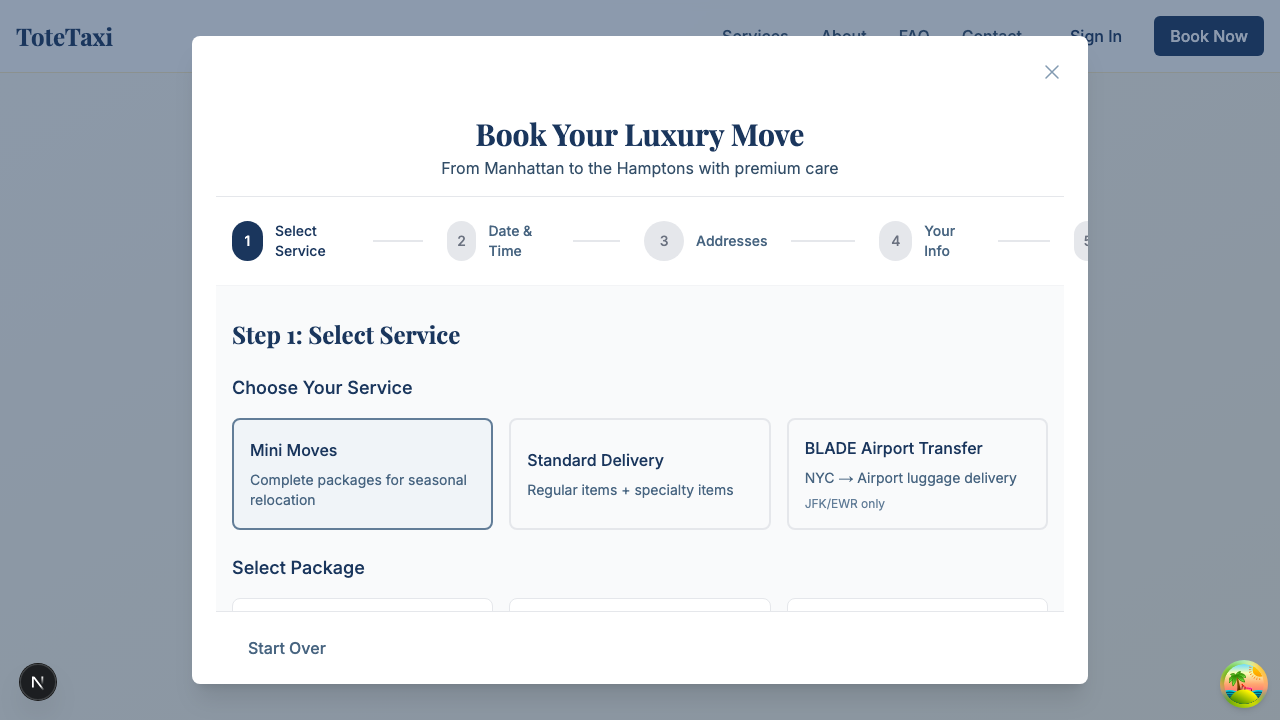 ToteTaxi
Services About FAQ Contact Sign In Book Now
Book Your Luxury Move
From Manhattan to the Hamptons with premium care
1 Select Service
2 Date & Time
3 Addresses
4 Your Info
5
Step 1: Select Service
Choose Your Service
Mini Moves
Complete packages for seasonal
relocation
Standard Delivery
Regular items + specialty items
BLADE Airport Transfer
NYC → Airport luggage delivery
JFK/EWR only
Select Package
Start Over
N